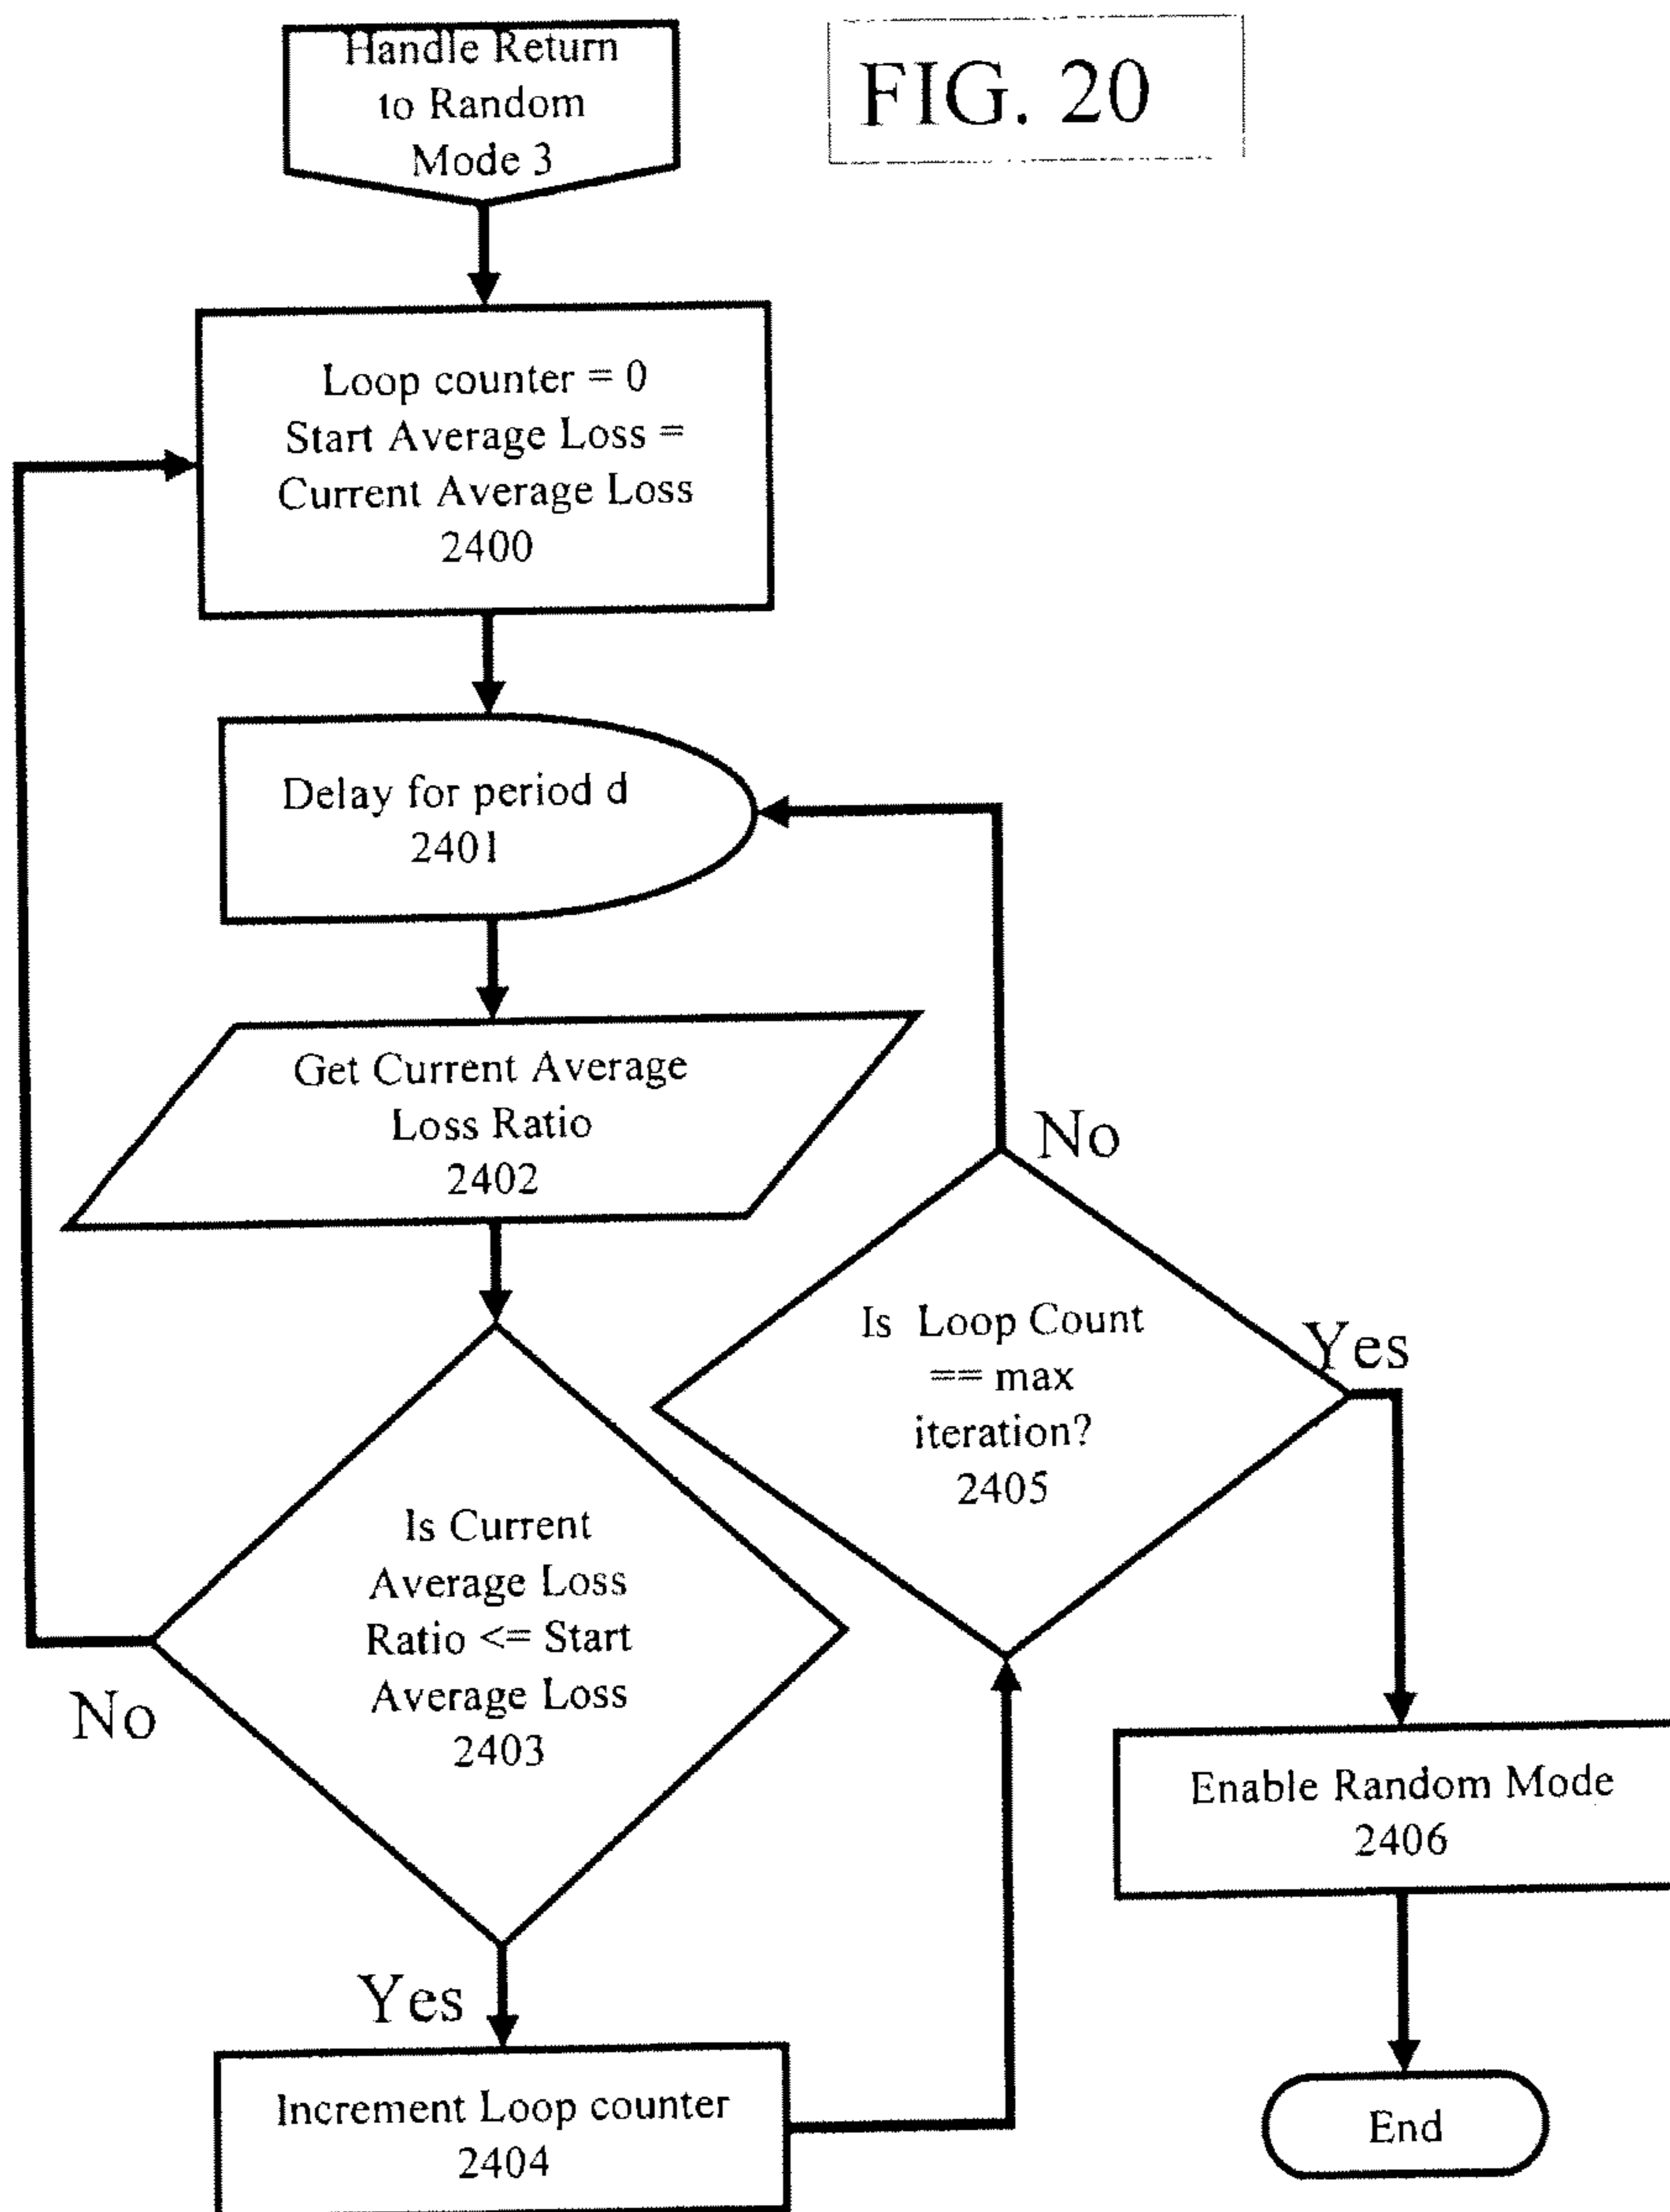 Handle Return
to Random
Mode 3
FIG. 20
Loop counter = 0
Start Average Loss =
Current Average Loss
2400
Delay for period d
2401
Get Current Average
Loss Ratio
2402
No
Is Loop Count
== max
iteration?
2405
Yes
Is Current
Average Loss
Ratio <= Start
Average Loss
2403
No
Yes
Enable Random Mode
2406
Increment Loop counter
2404
End